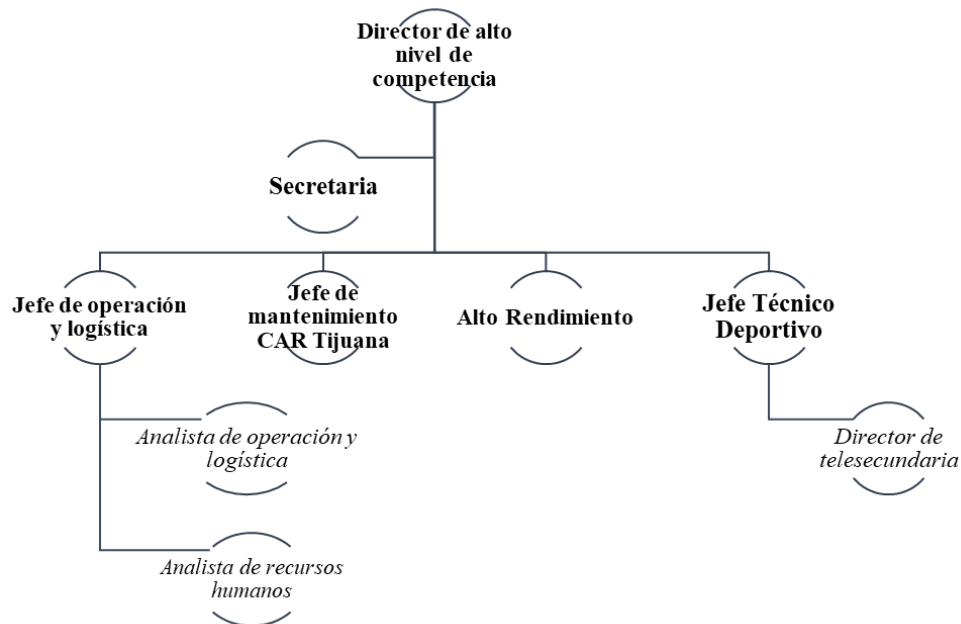 Director de alto
nivel de
competencia
Secretaria
Jefe de operación
y logística
Jefe de
mantenimiento
CAR Tijuana
Alto Rendimiento
Jefe Técnico
Deportivo
Analista de operación y
logística
Director de
telesecundaria
Analista de recursos
humanos